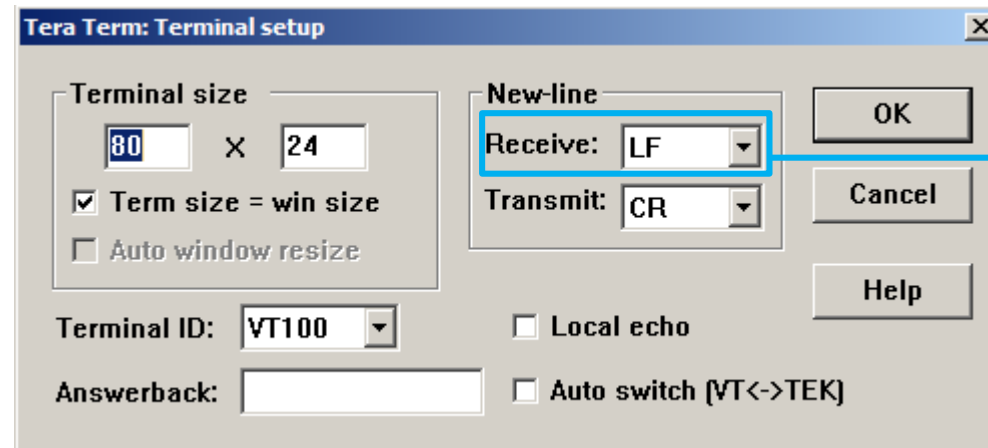 Tera Term: Terminal setup
Terminal size
80 X 24
Term size = win size
Auto window resize
New-line
Receive: LF
Transmit: CR
OK
Cancel
Help
Terminal ID: VT100
Local echo
Answerback:
Auto switch (VT<->TEK)